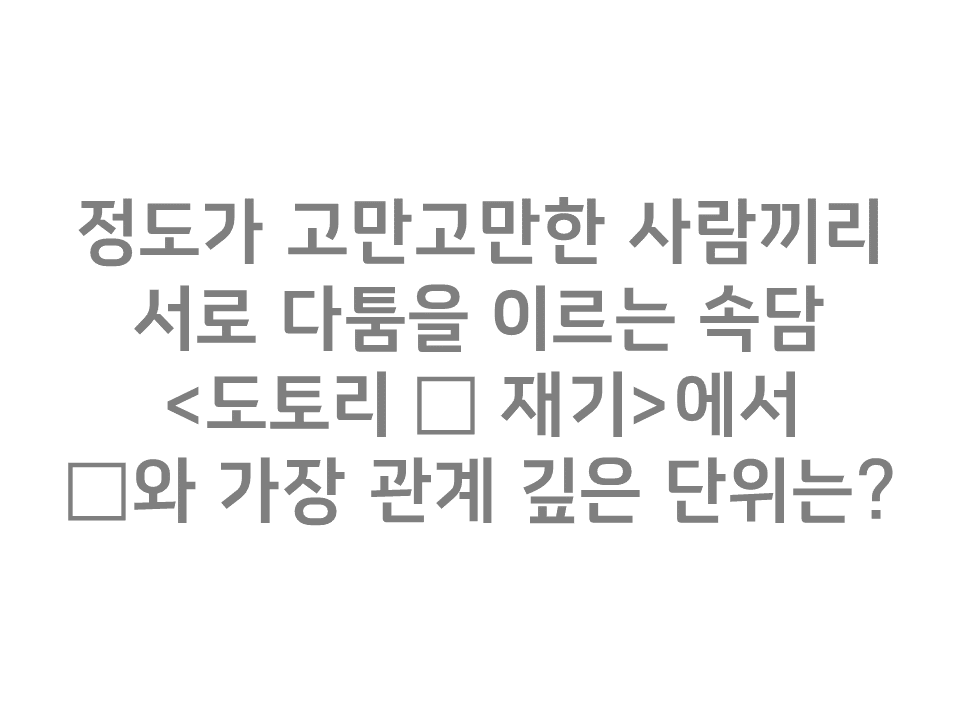 정도가 고만고만한 사람끼리
서로 다툼을 이르는 속담
<도토리 □ 재기>에서
□와 가장 관계 깊은 단위는?